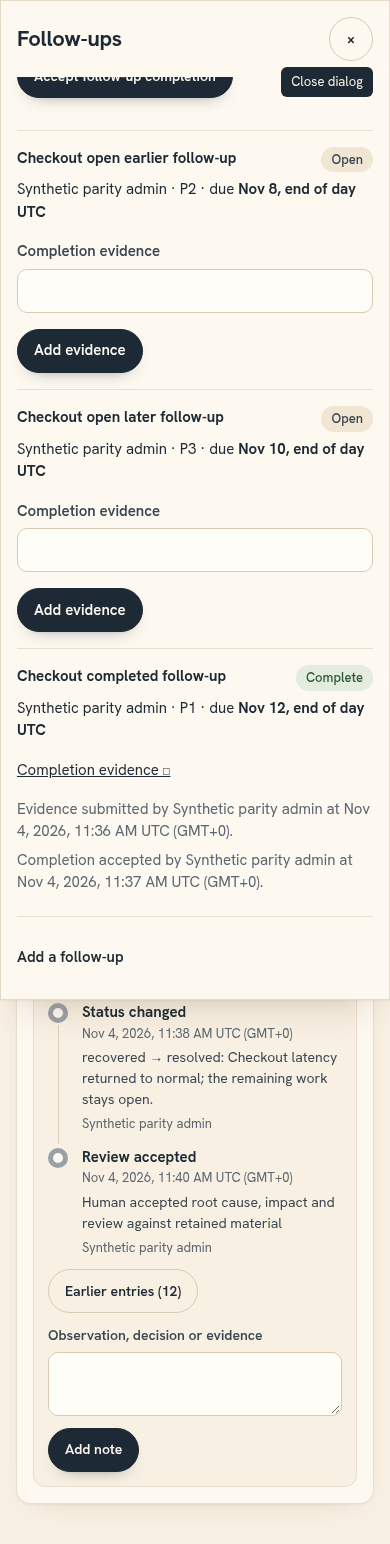 Follow-ups
×
Accept follow-up completion
Close dialog
Checkout open earlier follow-up
Open
Synthetic parity admin · P2 · due Nov 8, end of day
UTC
Completion evidence
Add evidence
Checkout open later follow-up
Open
Synthetic parity admin · P3 · due Nov 10, end of day
UTC
Completion evidence
Add evidence
Checkout completed follow-up
Complete
Synthetic parity admin · P1 · due Nov 12, end of day
UTC
Completion evidence
Evidence submitted by Synthetic parity admin at Nov
4, 2026, 11:36 AM UTC (GMT+0).
Completion accepted by Synthetic parity admin at
Nov 4, 2026, 11:37 AM UTC (GMT+0).
Add a follow-up
Status changed
Nov 4, 2026, 11:38 AM UTC (GMT+0)
recovered → resolved: Checkout latency
returned to normal; the remaining work
stays open.
Synthetic parity admin
Review accepted
Nov 4, 2026, 11:40 AM UTC (GMT+0)
Human accepted root cause, impact and
review against retained material
Synthetic parity admin
Earlier entries (12)
Observation, decision or evidence
Add note